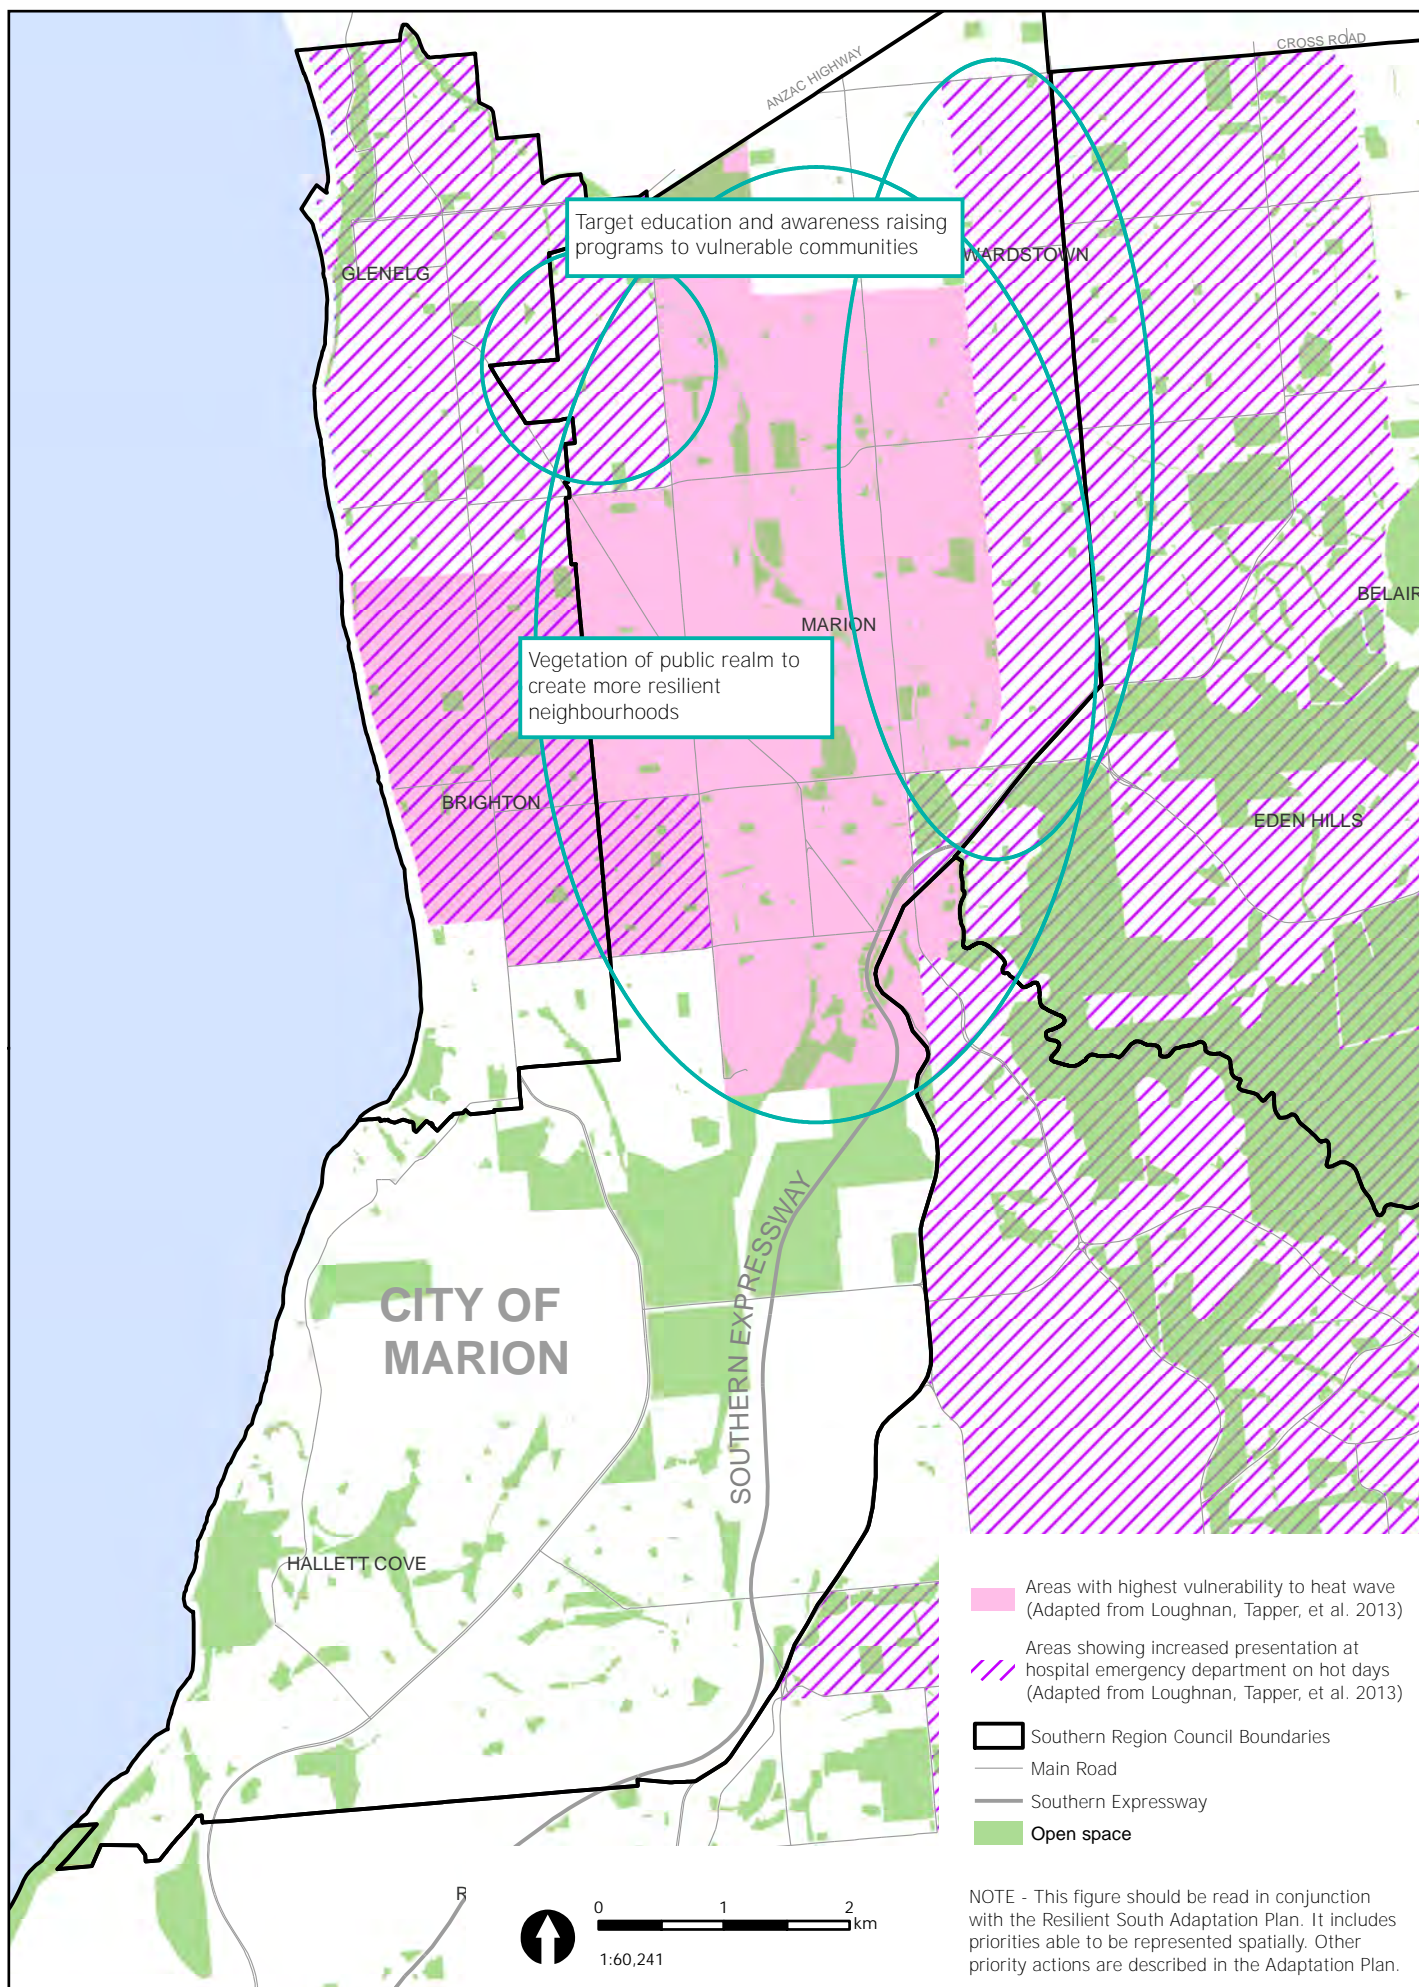 CROSS ROAD
ANZAC HIGHWAY
Target education and awareness raising
programs to vulnerable communities
WARDSTOWN
GLENELG
BELAIR
MARION
Vegetation of public realm to
create more resilient
neighbourhoods
BRIGHTON
EDEN HILLS
SOUTHERN EXPRESSWAY
CITY OF
MARION
HALLETT COVE
Areas with highest vulnerability to heat wave
(Adapted from Loughnan, Tapper, et al. 2013)
Areas showing increased presentation at
hospital emergency department on hot days
(Adapted from Loughnan, Tapper, et al. 2013)
Southern Region Council Boundaries
Main Road
Southern Expressway
Open space
R
0 1 2
km
1:60,241
NOTE - This figure should be read in conjunction
with the Resilient South Adaptation Plan. It includes
priorities able to be represented spatially. Other
priority actions are described in the Adaptation Plan.